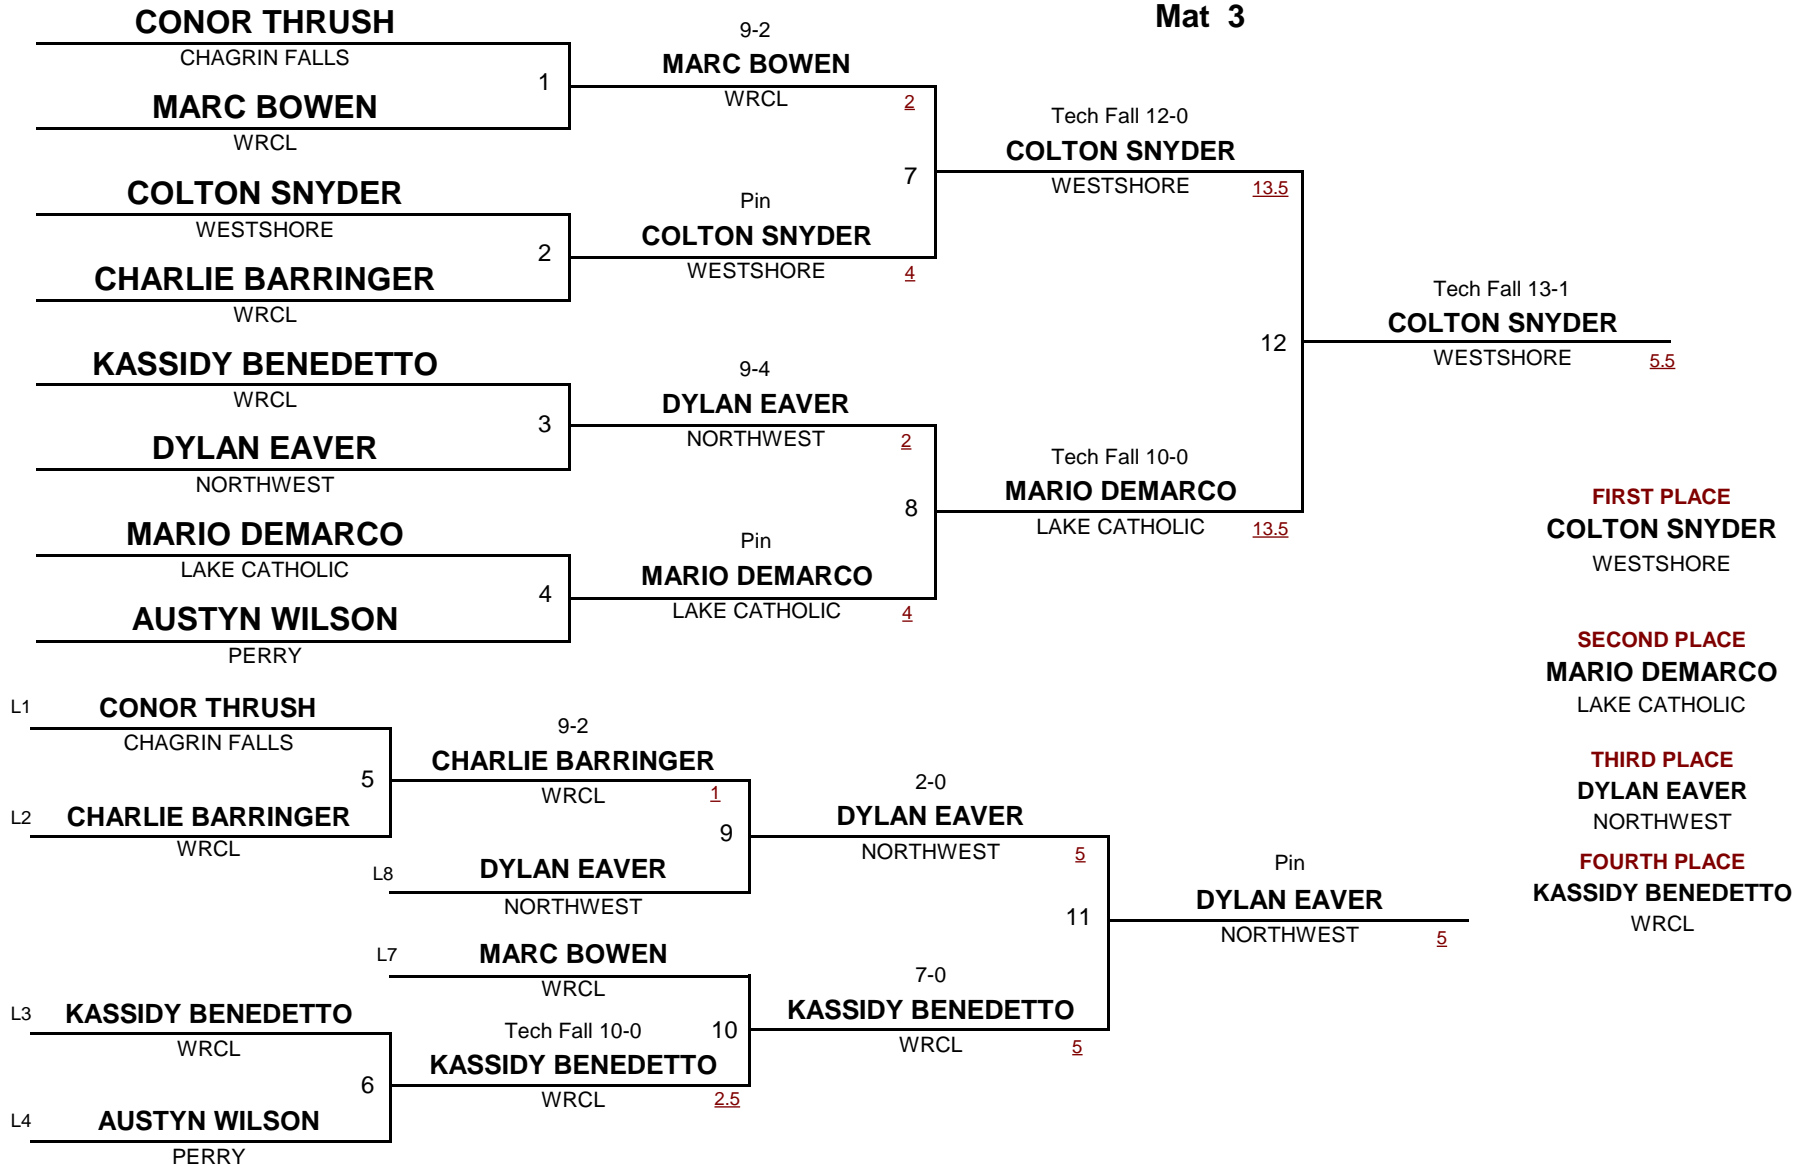 Mat 3
CONOR THRUSH
CHAGRIN FALLS
1
MARC BOWEN
WRCL
9-2
MARC BOWEN
WRCL 2
COLTON SNYDER
WESTSHORE
2
CHARLIE BARRINGER
WRCL
Pin
COLTON SNYDER
WESTSHORE 4
7
Tech Fall 12-0
COLTON SNYDER
WESTSHORE 13.5
KASSIDY BENEDETTO
WRCL
3
DYLAN EAVER
NORTHWEST
9-4
DYLAN EAVER
NORTHWEST 2
MARIO DEMARCO
LAKE CATHOLIC
4
AUSTYN WILSON
PERRY
Pin
MARIO DEMARCO
LAKE CATHOLIC 4
8
Tech Fall 10-0
MARIO DEMARCO
LAKE CATHOLIC 13.5
12
Tech Fall 13-1
COLTON SNYDER
WESTSHORE 5.5
FIRST PLACE
COLTON SNYDER
WESTSHORE
SECOND PLACE
MARIO DEMARCO
LAKE CATHOLIC
THIRD PLACE
DYLAN EAVER
NORTHWEST
FOURTH PLACE
KASSIDY BENEDETTO
WRCL
L1 CONOR THRUSH
CHAGRIN FALLS
5
L2 CHARLIE BARRINGER
WRCL
9-2
CHARLIE BARRINGER
WRCL 1
9
L8 DYLAN EAVER
NORTHWEST
2-0
DYLAN EAVER
NORTHWEST 5
L7 MARC BOWEN
WRCL
L3 KASSIDY BENEDETTO
WRCL
6
L4 AUSTYN WILSON
PERRY
Tech Fall 10-0
KASSIDY BENEDETTO
WRCL 2.5
10
7-0
KASSIDY BENEDETTO
WRCL 5
11
Pin
DYLAN EAVER
NORTHWEST 5